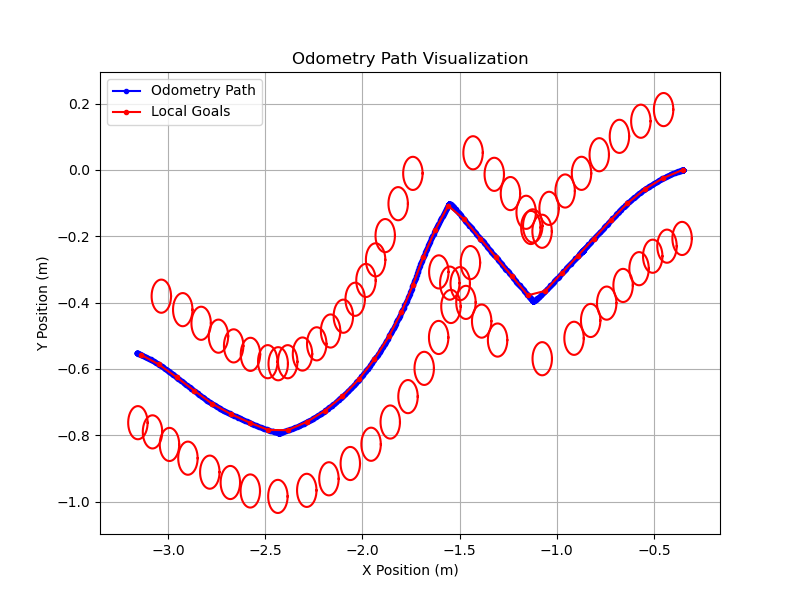 Odometry Path Visualization
Odometry Path
Local Goals
Y Position (m)
0.2
0.0
−0.2
−0.4
−0.6
−0.8
−1.0
−3.0 −2.5 −2.0 −1.5 −1.0 −0.5
X Position (m)